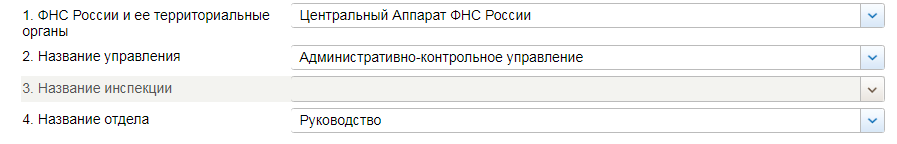 1. ФНС России и ее территориальные органы
Центральный Аппарат ФНС России
2. Название управления
Административно-контрольное управление
3. Название инспекции
4. Название отдела
Руководство